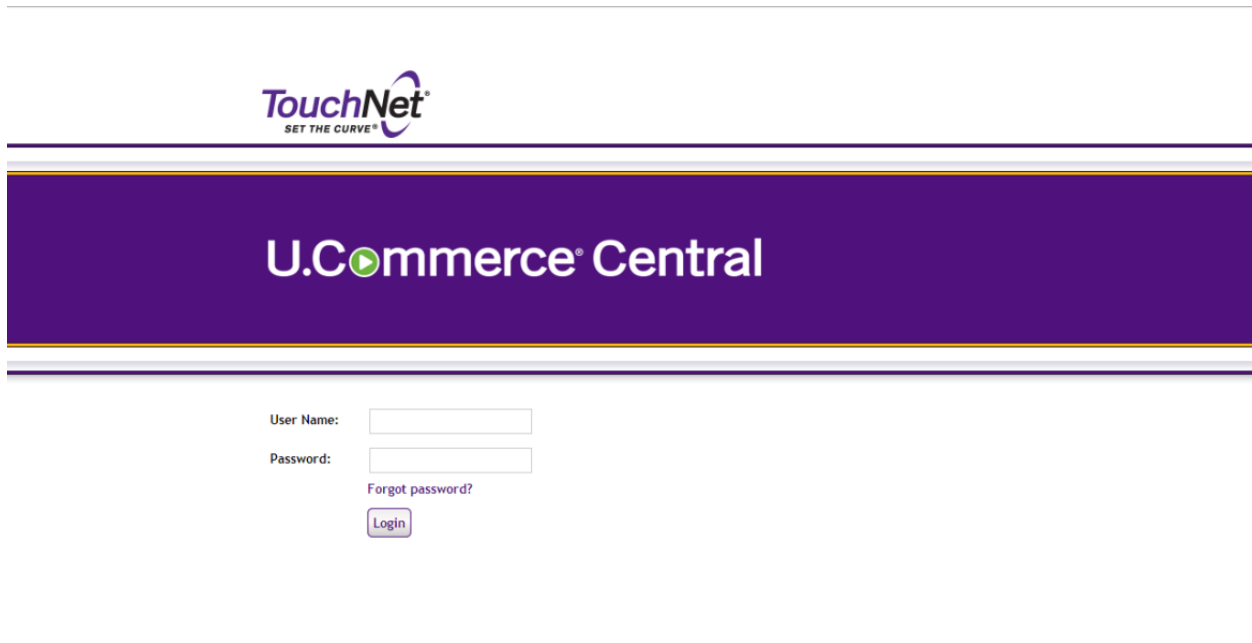 TouchNet®
SET THE CURVE®
U.Commerce® Central
User Name:
Password:
Forgot password?
Login